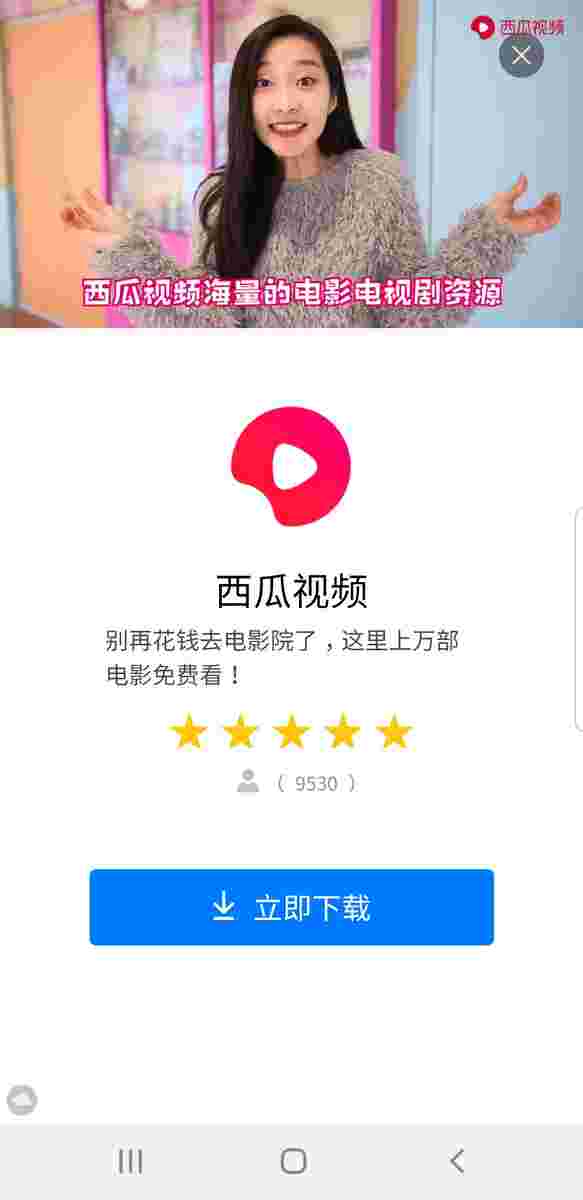 西瓜视频
西瓜视频海量的电影电视剧资源
西瓜视频
别再花钱去电影院了，这里上万部
电影免费看！
（ 9530 ）
立即下载